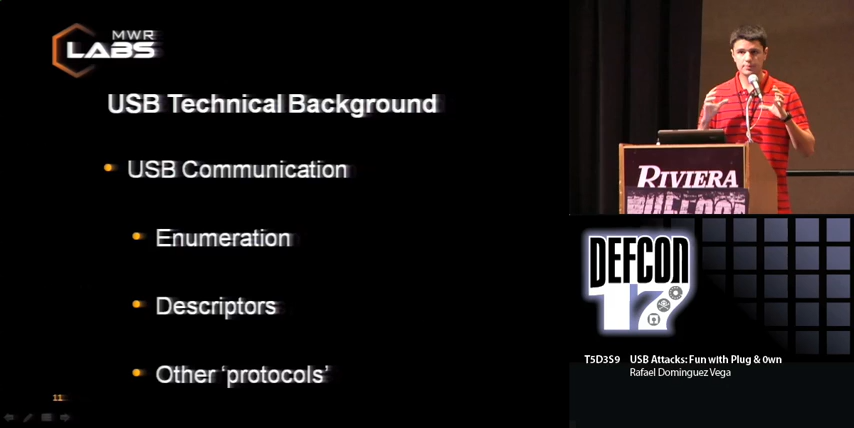 MWR
LABS
USB Technical Background
USB Communication
Enumeration
Descriptors
Other ‘protocols’
11
RIVIERA
DEFCON
17
T5D3S9 USB Attacks: Fun with Plug & 0wn
Rafael Dominguez Vega